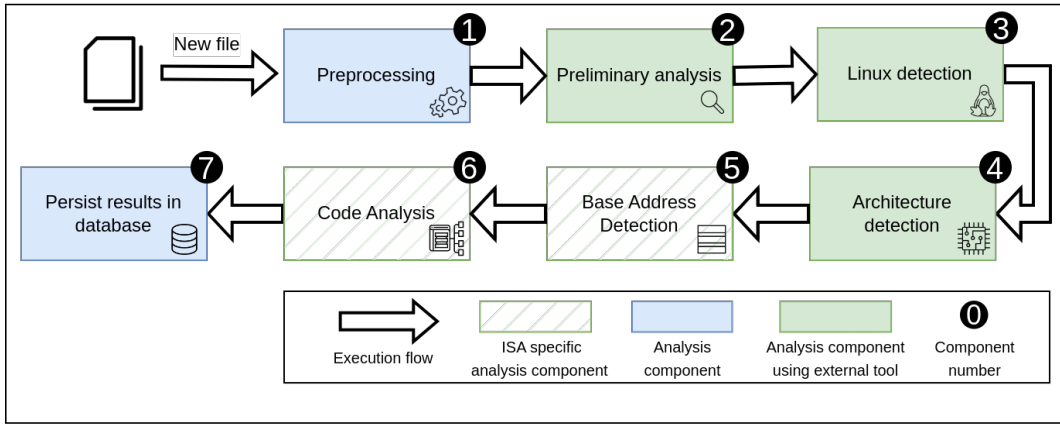 New file
1
Preprocessing
2
Preliminary analysis
3
Linux detection
4
Architecture
detection
5
Base Address
Detection
6
Code Analysis
7
Persist results in
database
Execution flow
ISA specific
analysis component
Analysis
component
Analysis component
using external tool
0
Component
number